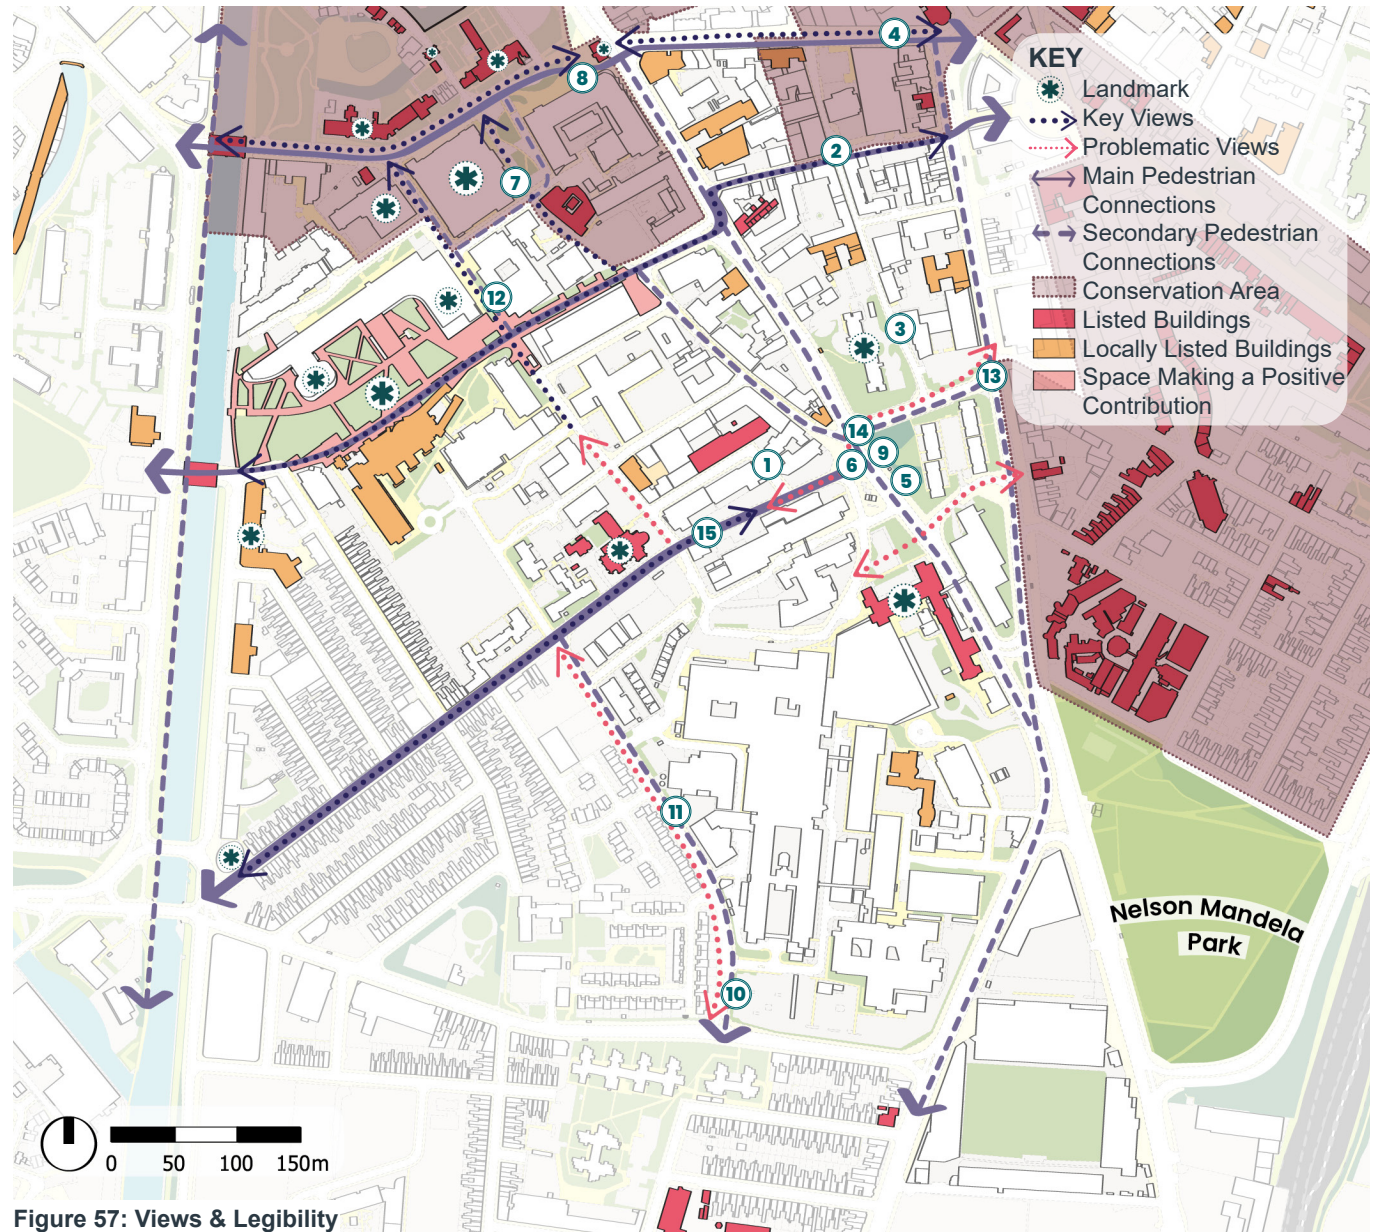 4
8
KEY
Landmark
Key Views
Problematic Views
Main Pedestrian
Connections
Secondary Pedestrian
Connections
Conservation Area
Listed Buildings
Locally Listed Buildings
Space Making a Positive
Contribution
2
7
12
3
13
14
9
1
6
5
15
11
10
Nelson Mandela
Park
0 50 100 150m
Figure 57: Views & Legibility